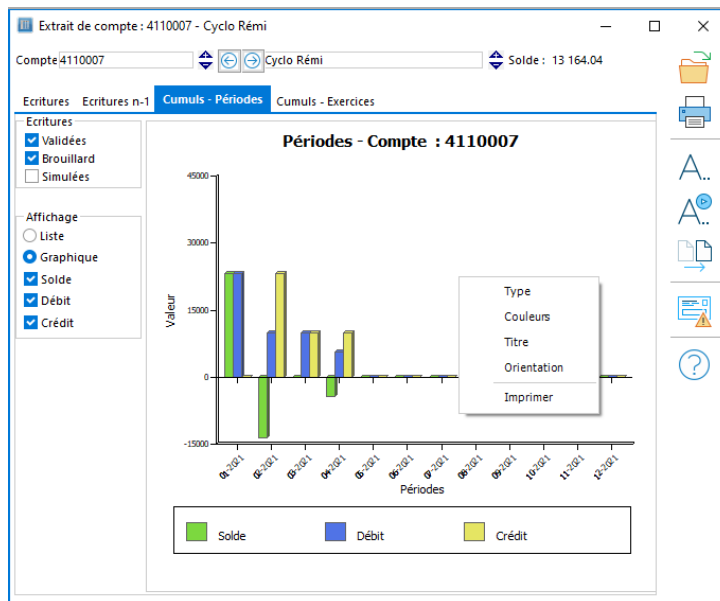 Extrait de compte : 4110007 - Cyclo Rémi
Compte 4110007 Cyclo Rémi Solde : 13 164.04
Ecritures Ecritures n-1 Cumuls - Périodes Cumuls - Exercices
Ecritures
Validées
Brouillard
Simulées
Affichage
Liste
Graphique
Solde
Débit
Crédit
Périodes - Compte : 4110007
45000
30000
15000
0
-15000
Valeur
01-2021 02-2021 03-2021 04-2021 05-2021 06-2021 07-2021 08-2021 09-2021 10-2021 11-2021 12-2021
Périodes
Solde Débit Crédit
Type
Couleurs
Titre
Orientation
Imprimer
A..
A..
?